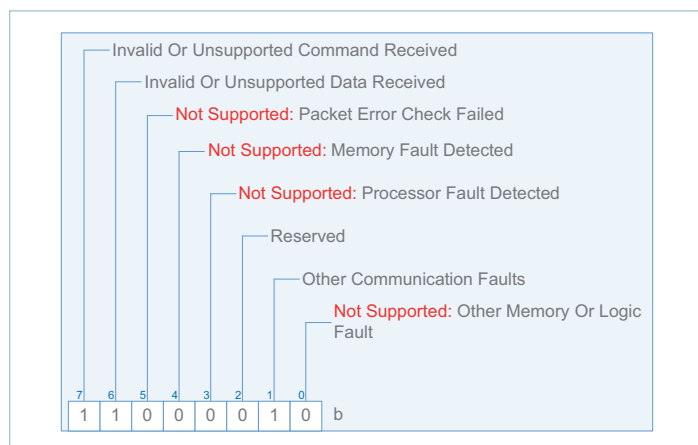 Invalid Or Unsupported Command Received
Invalid Or Unsupported Data Received
Not Supported: Packet Error Check Failed
Not Supported: Memory Fault Detected
Not Supported: Processor Fault Detected
Reserved
Other Communication Faults
Not Supported: Other Memory Or Logic
Fault
7 6 5 4 3 2 1 0
1 1 0 0 0 0 1 0 b